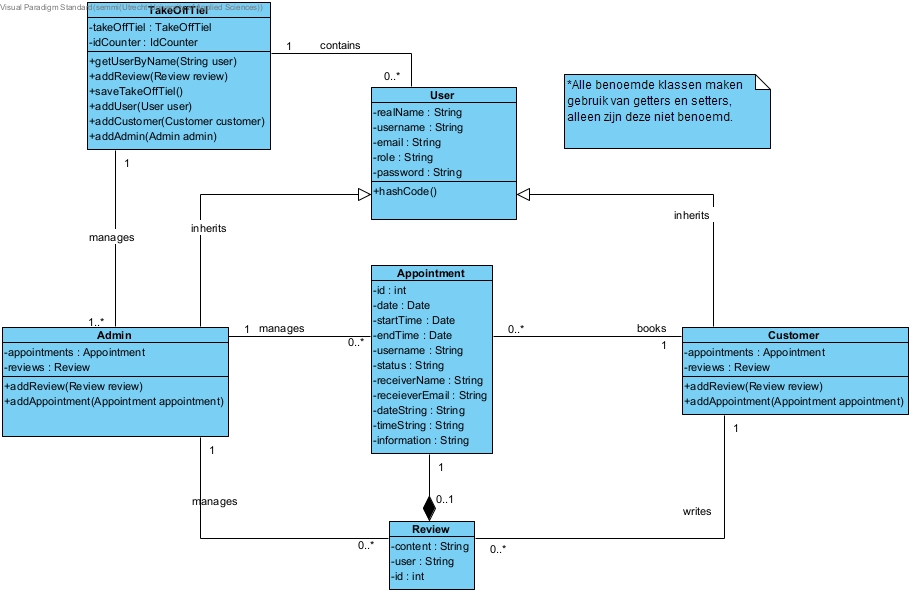 Visual Paradigm Standard(semmi(Utrecht
Applied Sciences))
TakeOffTiel
-takeOffTiel : TakeOffTiel
-idCounter : IdCounter
+getUserByName(String user)
+addReview(Review review)
+saveTakeOffTiel()
+addUser(User user)
+addCustomer(Customer customer)
+addAdmin(Admin admin)
1
contains
0..*
User
-realName : String
-username : String
-email : String
-role : String
-password : String
+hashCode()
*Alle benoemde klassen maken
gebruik van getters en setters,
alleen zijn deze niet benoemd.
1
manages
1..*
inherits
inherits
Admin
-appointments : Appointment
-reviews : Review
+addReview(Review review)
+addAppointment(Appointment appointment)
1
manages
0..*
Appointment
-id : int
-date : Date
-startTime : Date
-endTime : Date
-username : String
-status : String
-receiverName : String
-receieverEmail : String
-dateString : String
-timeString : String
-information : String
0..*
books
1
Customer
-appointments : Appointment
-reviews : Review
+addReview(Review review)
+addAppointment(Appointment appointment)
1
manages
0..*
1
0..1
1
writes
0..*
Review
-content : String
-user : String
-id : int